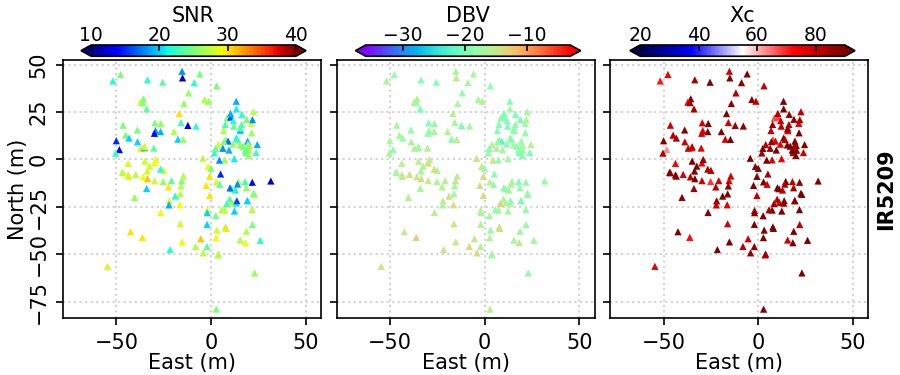 SNR DBV Xc
10 20 30 40 −30 −20 −10 20 40 60 80
50
25
0
−25
−50
−75
North (m)
IR5209
−50 0 50 −50 0 50 −50 0 50
East (m) East (m) East (m)